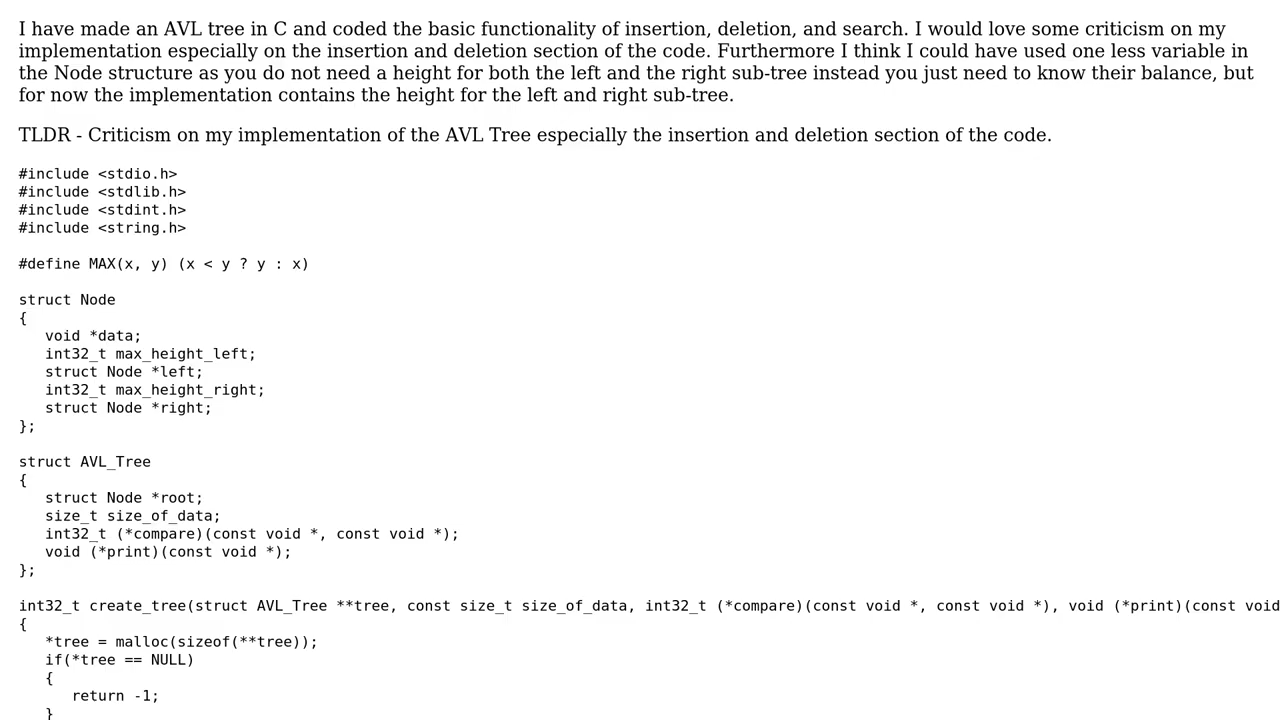 I have made an AVL tree in C and coded the basic functionality of insertion, deletion, and search. I would love some criticism on my
implementation especially on the insertion and deletion section of the code. Furthermore I think I could have used one less variable in
the Node structure as you do not need a height for both the left and the right sub-tree instead you just need to know their balance, but
for now the implementation contains the height for the left and right sub-tree.
TLDR - Criticism on my implementation of the AVL Tree especially the insertion and deletion section of the code.
#include <stdio.h>
#include <stdlib.h>
#include <stdint.h>
#include <string.h>
#define MAX(x, y) (x < y ? y : x)
struct Node
{
   void *data;
   int32_t max_height_left;
   struct Node *left;
   int32_t max_height_right;
   struct Node *right;
};
struct AVL_Tree
{
   struct Node *root;
   size_t size_of_data;
   int32_t (*compare)(const void *, const void *);
   void (*print)(const void *);
};
int32_t create_tree(struct AVL_Tree **tree, const size_t size_of_data, int32_t (*compare)(const void *, const void *), void (*print)(const void
{
   *tree = malloc(sizeof(**tree));
   if(*tree == NULL)
   {
      return -1;
   }